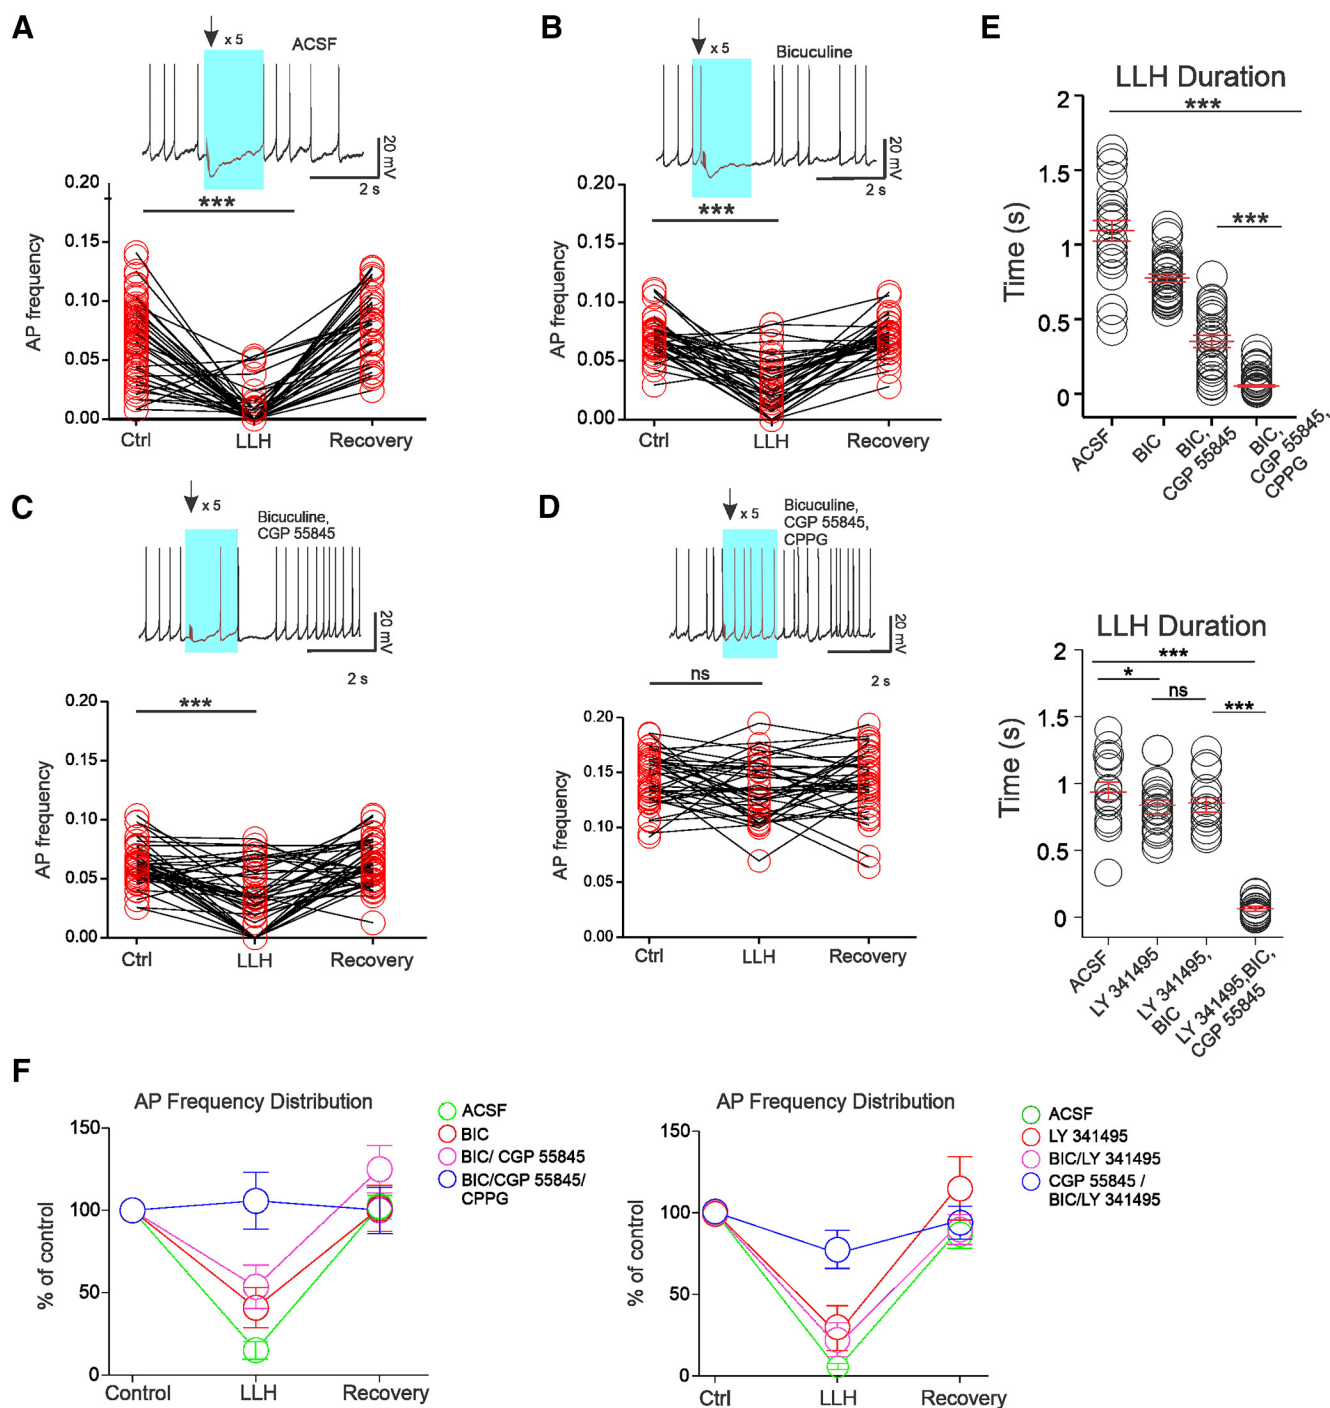 A
x 5
ACSF
20 mV
2 s
0.20
***
0.15
0.10
0.05
0.00
AP frequency
Ctrl
LLH
Recovery
B
x 5
Bicuculine
20 mV
2 s
0.20
***
0.15
0.10
0.05
0.00
AP frequency
Ctrl
LLH
Recovery
E
LLH Duration
***
***
2
1.5
1
0.5
0
Time (s)
ACSF
BIC
BIC,
CGP 55845
BIC,
CGP 55845,
CPPG
C
x 5
Bicuculine,
CGP 55845
20 mV
2 s
0.20
***
0.15
0.10
0.05
0.00
AP frequency
Ctrl
LLH
Recovery
D
x 5
Bicuculine,
CGP 55845,
CPPG
20 mV
2 s
ns
0.20
0.15
0.10
0.05
0.00
AP frequency
Ctrl
LLH
Recovery
LLH Duration
***
*
ns
***
2
1.5
1
0.5
0
Time (s)
ACSF
LY 341495
LY 341495,
BIC
LY 341495,BIC,
CGP 55845
F
AP Frequency Distribution
150
100
50
0
% of control
Control
LLH
Recovery
ACSF
BIC
BIC/ CGP 55845
BIC/CGP 55845/
CPPG
AP Frequency Distribution
150
100
50
0
% of control
Ctrl
LLH
Recovery
ACSF
LY 341495
BIC/LY 341495
CGP 55845 /
BIC/LY 341495